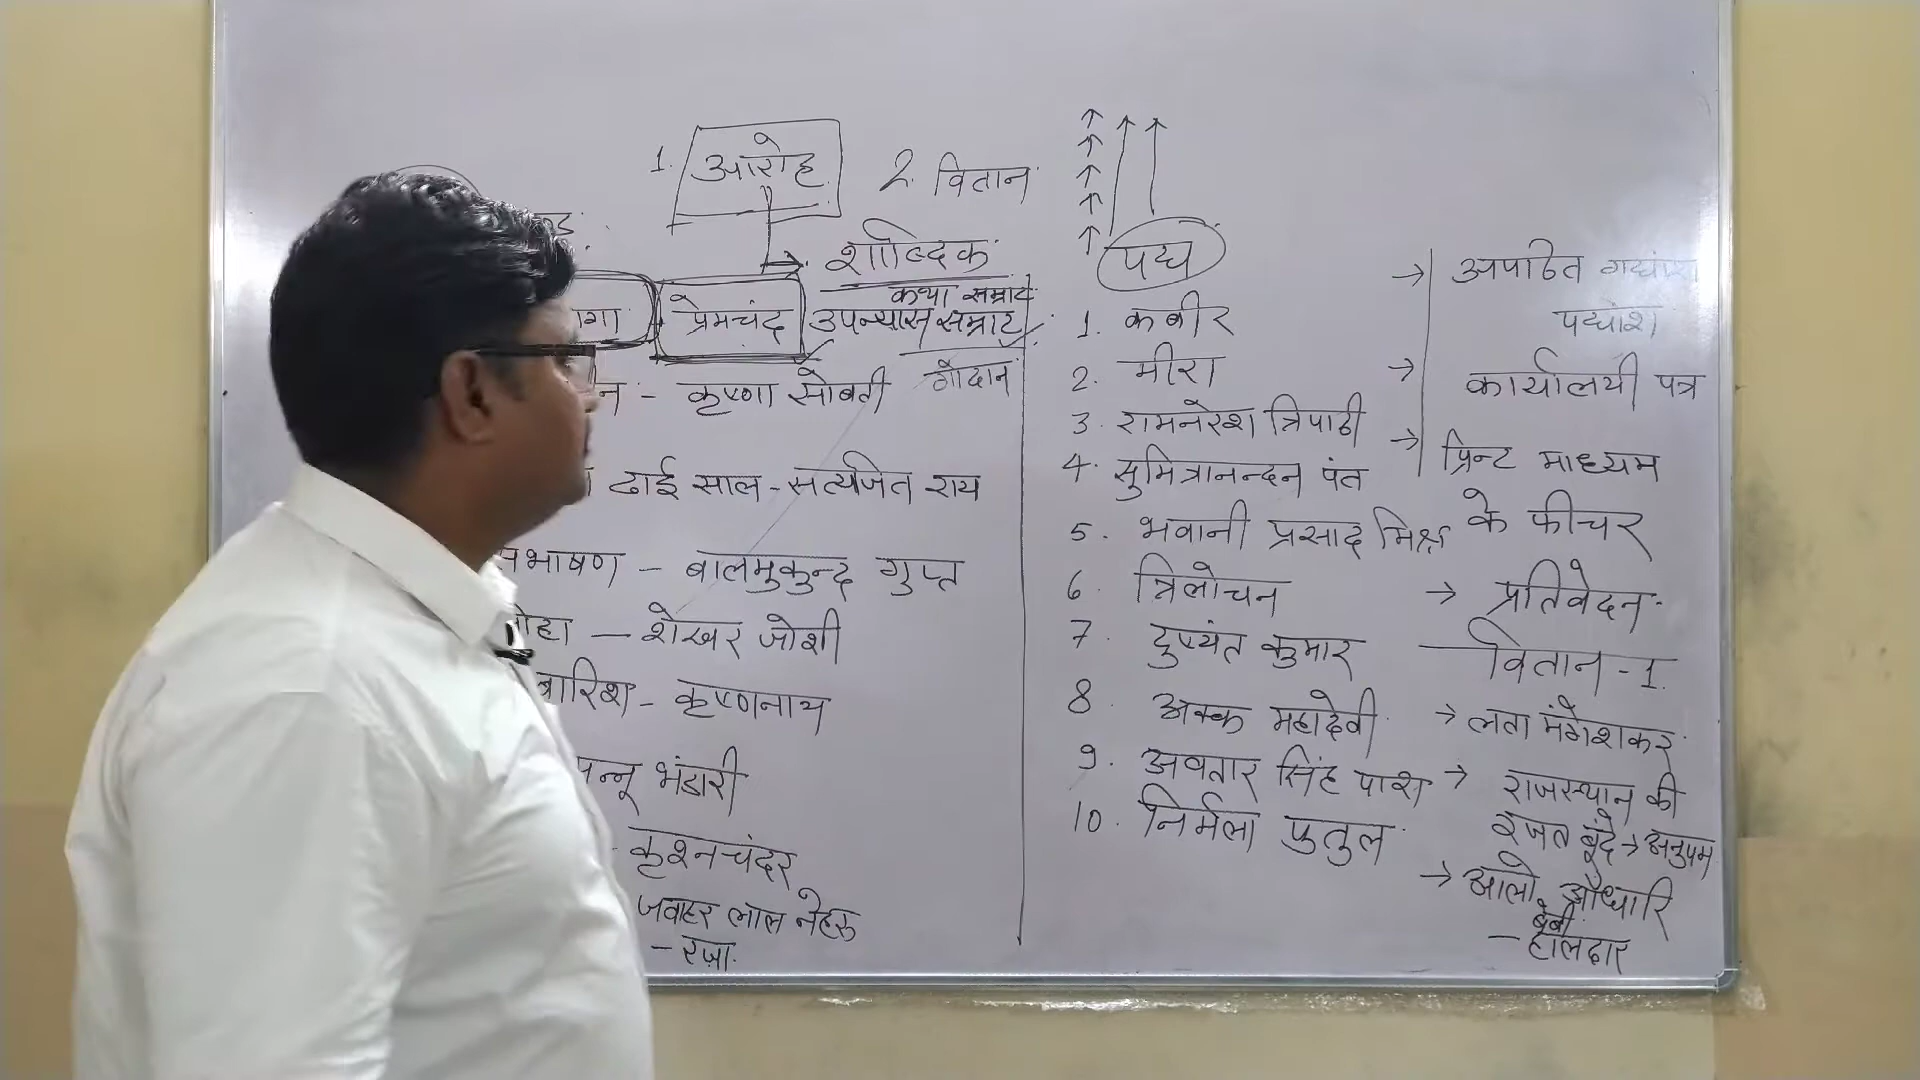 1. आरोह 2. वितान
शाब्दिक
कथा सम्राट
प्रेमचंद उपन्यास सम्राट
गोदान
न - कृष्णा सोबती
ढाई साल - सत्यजित राय
भाषण - बालमुकुन्द गुप्त
शेखर जोशी
बारिश - कृष्णनाथ
मन्नू भंडारी
कृश्नचंदर
जवाहर लाल नेहरू
- रज़ा
पद्य
1. कबीर
2. मीरा
3. रामनरेश त्रिपाठी
4. सुमित्रानन्दन पंत
5. भवानी प्रसाद मिश्र
6. त्रिलोचन
7 दुष्यंत कुमार
8 अक्क महादेवी
9. अवतार सिंह पाश
10. निर्मला पुतुल
→ अपठित गद्यांश
पद्यांश
→ कार्यालयी पत्र
→ प्रिन्ट माध्यम
के फीचर
→ प्रतिवेदन
वितान - 1.
→ लता मंगेशकर
→ राजस्थान की
रजत बूंदे → अनुपम
→ आलो आँधारि
बेबी
- हालदार